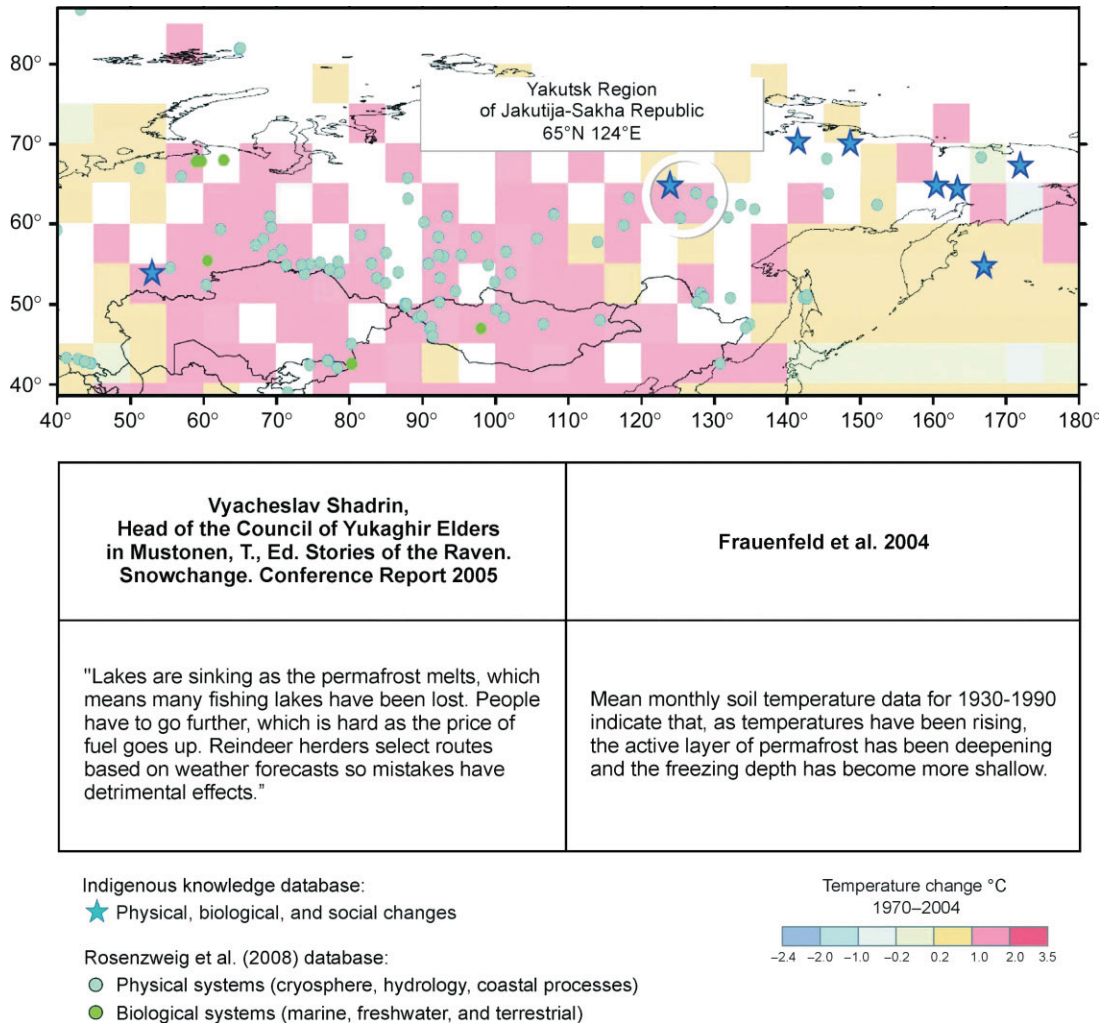 80°
70°
60°
50°
40°
Yakutsk Region
of Jakutija-Sakha Republic
65°N 124°E
40 50° 60° 70° 80° 90° 100° 110° 120° 130° 140° 150° 160° 170° 180°
Vyacheslav Shadrin,
Head of the Council of Yukaghir Elders
in Mustonen, T., Ed. Stories of the Raven.
Snowchange. Conference Report 2005
Frauenfeld et al. 2004
"Lakes are sinking as the permafrost melts, which
means many fishing lakes have been lost. People
have to go further, which is hard as the price of
fuel goes up. Reindeer herders select routes
based on weather forecasts so mistakes have
detrimental effects.”
Mean monthly soil temperature data for 1930-1990
indicate that, as temperatures have been rising,
the active layer of permafrost has been deepening
and the freezing depth has become more shallow.
Indigenous knowledge database:
Physical, biological, and social changes
Rosenzweig et al. (2008) database:
Physical systems (cryosphere, hydrology, coastal processes)
Biological systems (marine, freshwater, and terrestrial)
Temperature change °C
1970–2004
–2.4 –2.0 –1.0 –0.2 0.2 1.0 2.0 3.5